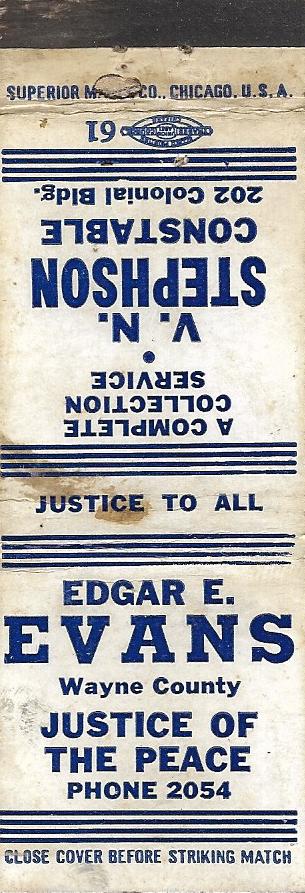 SUPERIOR CO., CHICAGO, U.S.A.
61
A COMPLETE
COLLECTION
SERVICE
V. N.
STEPHSON
CONSTABLE
202 Colonial Bldg.
JUSTICE TO ALL
EDGAR E.
EVANS
Wayne County
JUSTICE OF
THE PEACE
PHONE 2054
CLOSE COVER BEFORE STRIKING MATCH